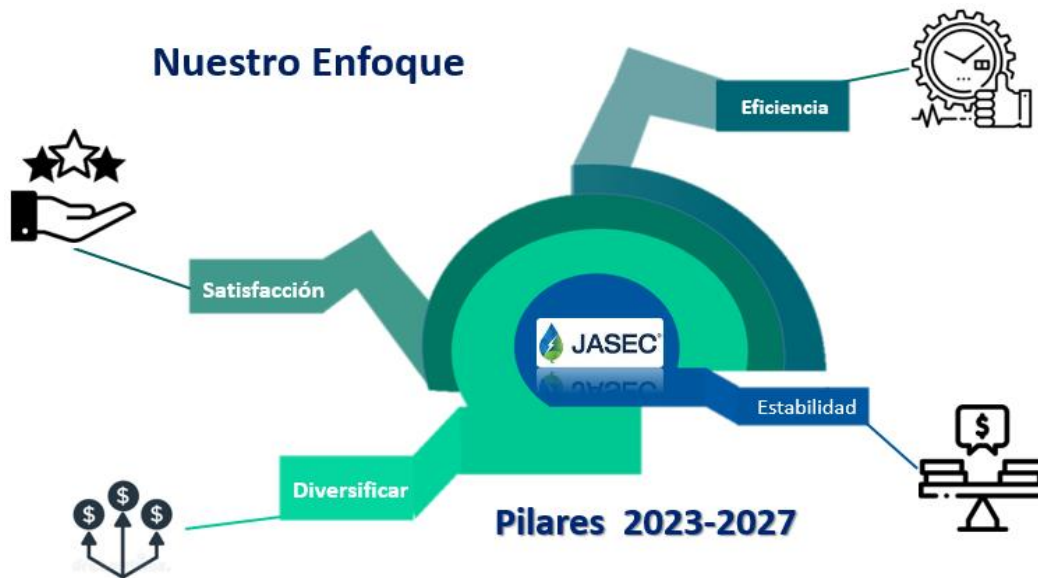 Nuestro Enfoque
Eficiencia
Satisfacción
JASEC®
Estabilidad
Diversificar
Pilares 2023-2027
$
$
$
$